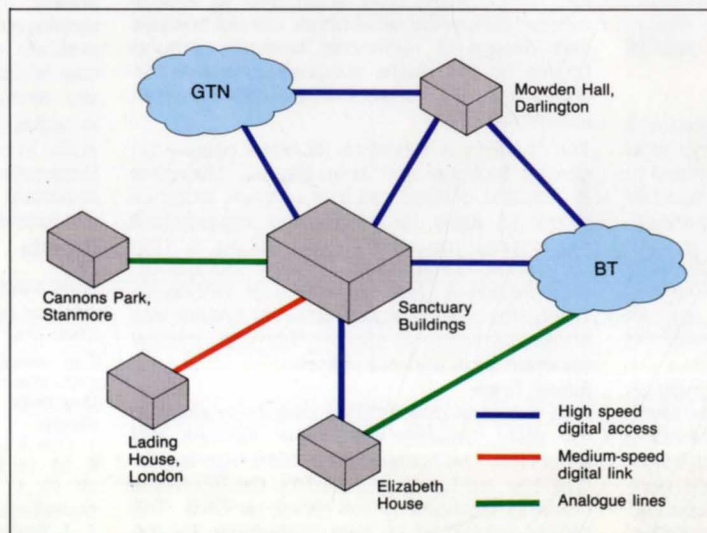 GTN
Mowden Hall,
Darlington
Cannons Park,
Stanmore
Sanctuary
Buildings
BT
Lading
House,
London
Elizabeth
House
High speed
digital access
Medium-speed
digital link
Analogue lines